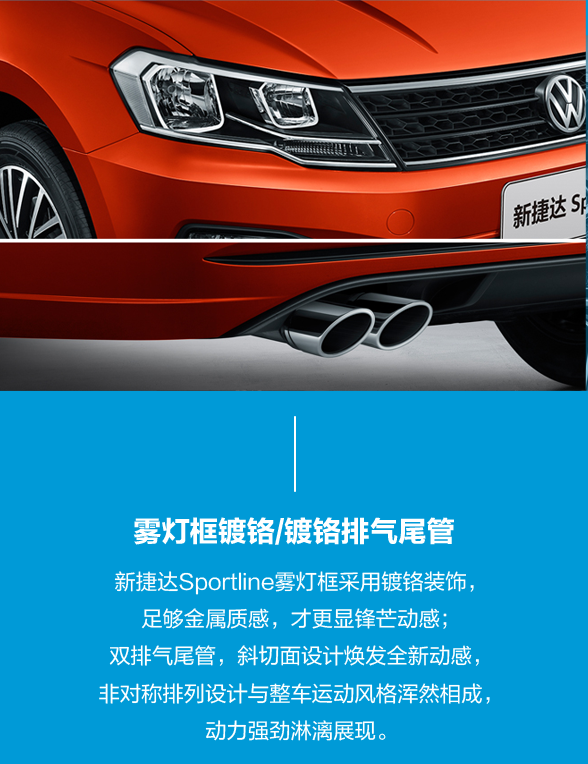 新捷达 Sp
雾灯框镀铬/镀铬排气尾管
新捷达Sportline雾灯框采用镀铬装饰，
足够金属质感，才更显锋芒动感；
双排气尾管，斜切面设计焕发全新动感，
非对称排列设计与整车运动风格浑然相成，
动力强劲淋漓展现。